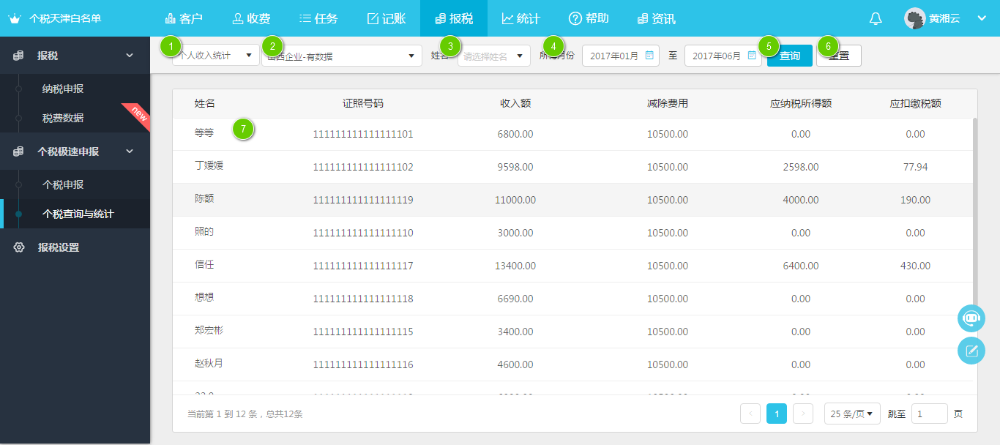 个税天津白名单 客户 收费 任务 记账 报税 统计 帮助 资讯 黄湘云
报税
纳税申报
税费数据
new
个税极速申报
个税申报
个税查询与统计
报税设置
1 2 3 4 5 6
个人收入统计 西企业-有数据 姓名 请选择姓名 所得月份 2017年01月 至 2017年06月 查询 重置
姓名 证照号码 收入额 减除费用 应纳税所得额 应扣缴税额
7
等等 111111111111111101 6800.00 10500.00 0.00 0.00
丁媛媛 111111111111111102 9598.00 10500.00 2598.00 77.94
陈额 111111111111111119 11000.00 10500.00 4000.00 190.00
照的 111111111111111110 3000.00 10500.00 0.00 0.00
信任 111111111111111117 13400.00 10500.00 6400.00 430.00
想想 111111111111111118 6690.00 10500.00 0.00 0.00
郑宏彬 111111111111111115 3400.00 10500.00 0.00 0.00
赵秋月 111111111111111116 4600.00 10500.00 0.00 0.00
当前第 1 到 12 条，总共12条 ‹ 1 › 25 条/页 跳至 1 页